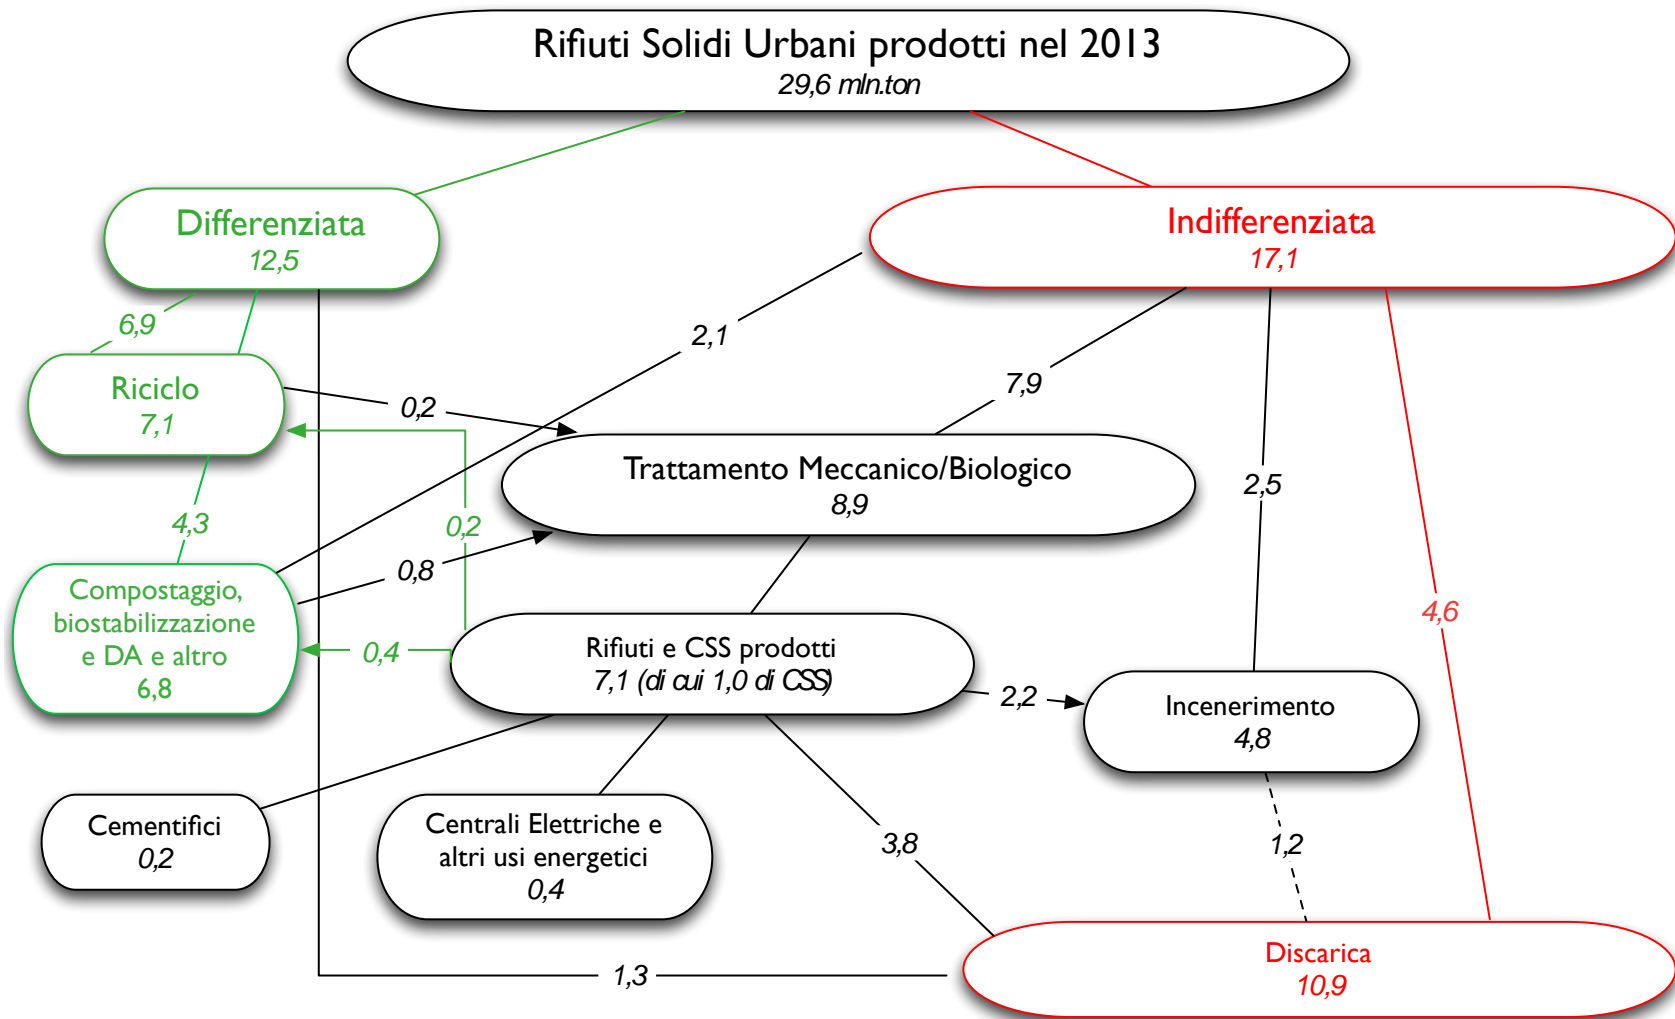 Rifiuti Solidi Urbani prodotti nel 2013
29,6 mln.ton
Differenziata
12,5
Indifferenziata
17,1
6,9
2,1
Riciclo
7,1
7,9
0,2
Trattamento Meccanico/Biologico
8,9
2,5
4,3
0,2
0,8
Compostaggio,
biostabilizzazione
e DA e altro
6,8
4,6
0,4
Rifiuti e CSS prodotti
7,1 (di cui 1,0 di CSS)
2,2
Incenerimento
4,8
Cementifici
0,2
Centrali Elettriche e
altri usi energetici
0,4
3,8
1,2
1,3
Discarica
10,9